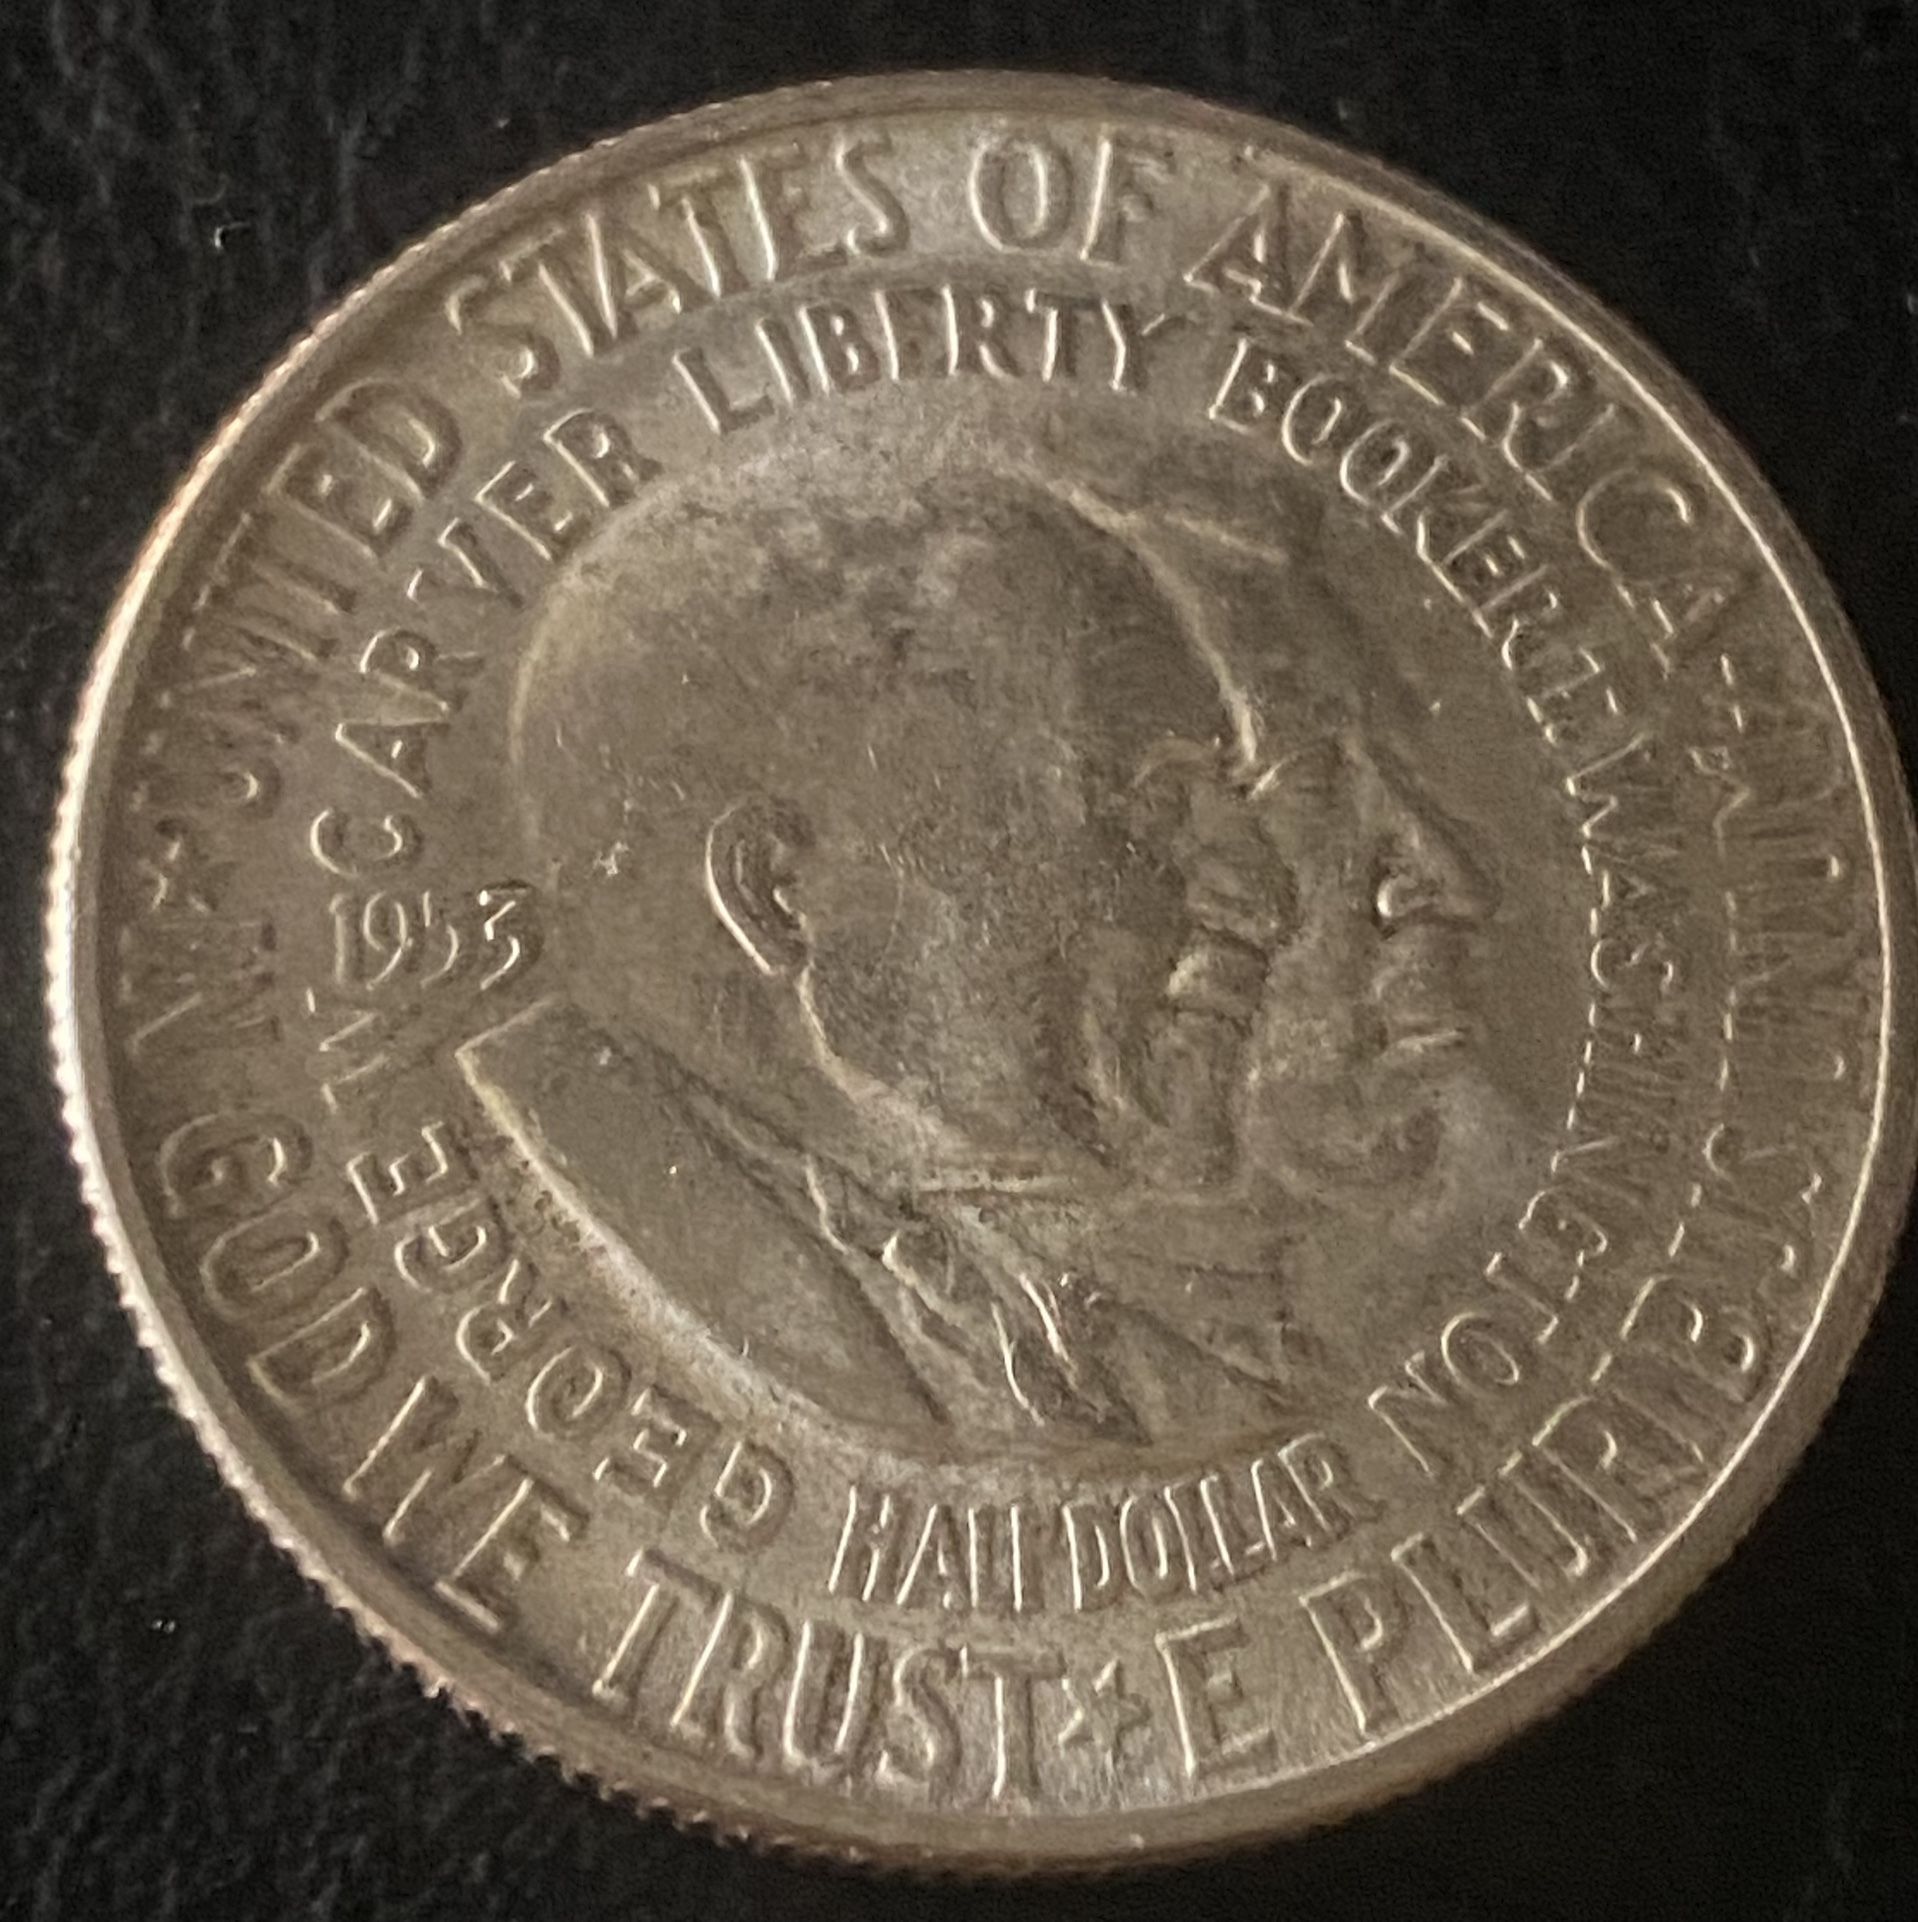 UNITED STATES OF AMERICA
E PLURIBUS UNUM
IN GOD WE TRUST
GEORGE W. CARVER LIBERTY BOOKER T. WASHINGTON
1953
HALF DOLLAR